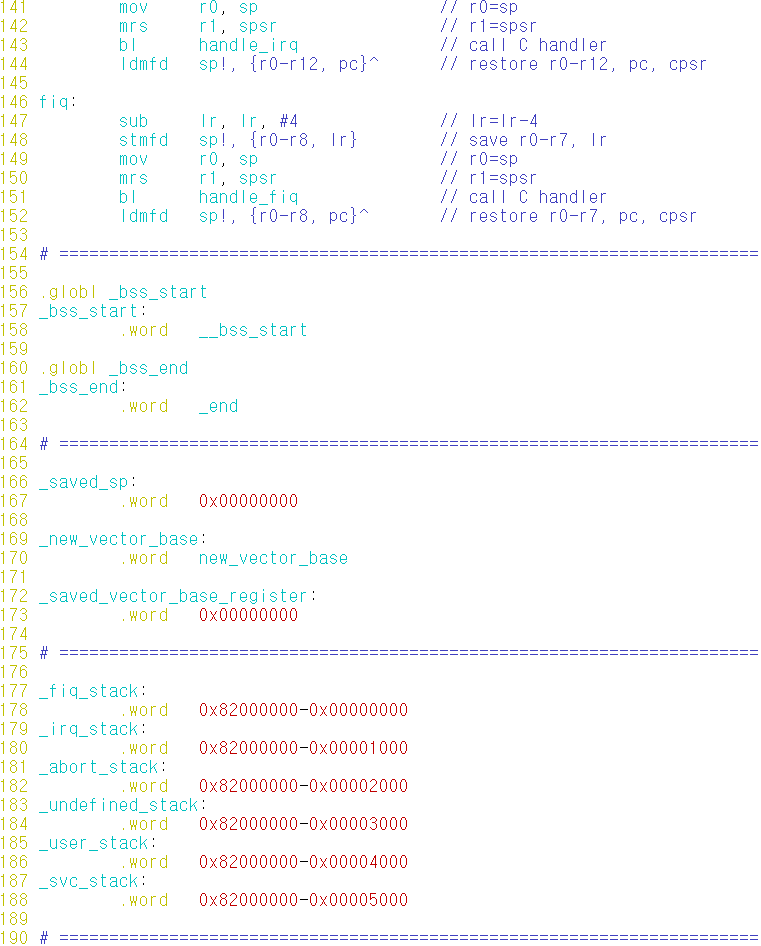 141         mov     r0, sp                  // r0=sp
142         mrs     r1, spsr                // r1=spsr
143         bl      handle_irq              // call C handler
144         ldmfd   sp!, {r0-r12, pc}^      // restore r0-r12, pc, cpsr
145
146 fiq:
147         sub     lr, lr, #4              // lr=lr-4
148         stmfd   sp!, {r0-r8, lr}        // save r0-r7, lr
149         mov     r0, sp                  // r0=sp
150         mrs     r1, spsr                // r1=spsr
151         bl      handle_fiq              // call C handler
152         ldmfd   sp!, {r0-r8, pc}^       // restore r0-r7, pc, cpsr
153
154 # ======================================================================
155
156 .globl _bss_start
157 _bss_start:
158         .word   __bss_start
159
160 .globl _bss_end
161 _bss_end:
162         .word   _end
163
164 # ======================================================================
165
166 _saved_sp:
167         .word   0x00000000
168
169 _new_vector_base:
170         .word   new_vector_base
171
172 _saved_vector_base_register:
173         .word   0x00000000
174
175 # ======================================================================
176
177 _fiq_stack:
178         .word   0x82000000-0x00000000
179 _irq_stack:
180         .word   0x82000000-0x00001000
181 _abort_stack:
182         .word   0x82000000-0x00002000
183 _undefined_stack:
184         .word   0x82000000-0x00003000
185 _user_stack:
186         .word   0x82000000-0x00004000
187 _svc_stack:
188         .word   0x82000000-0x00005000
189
190 # ======================================================================